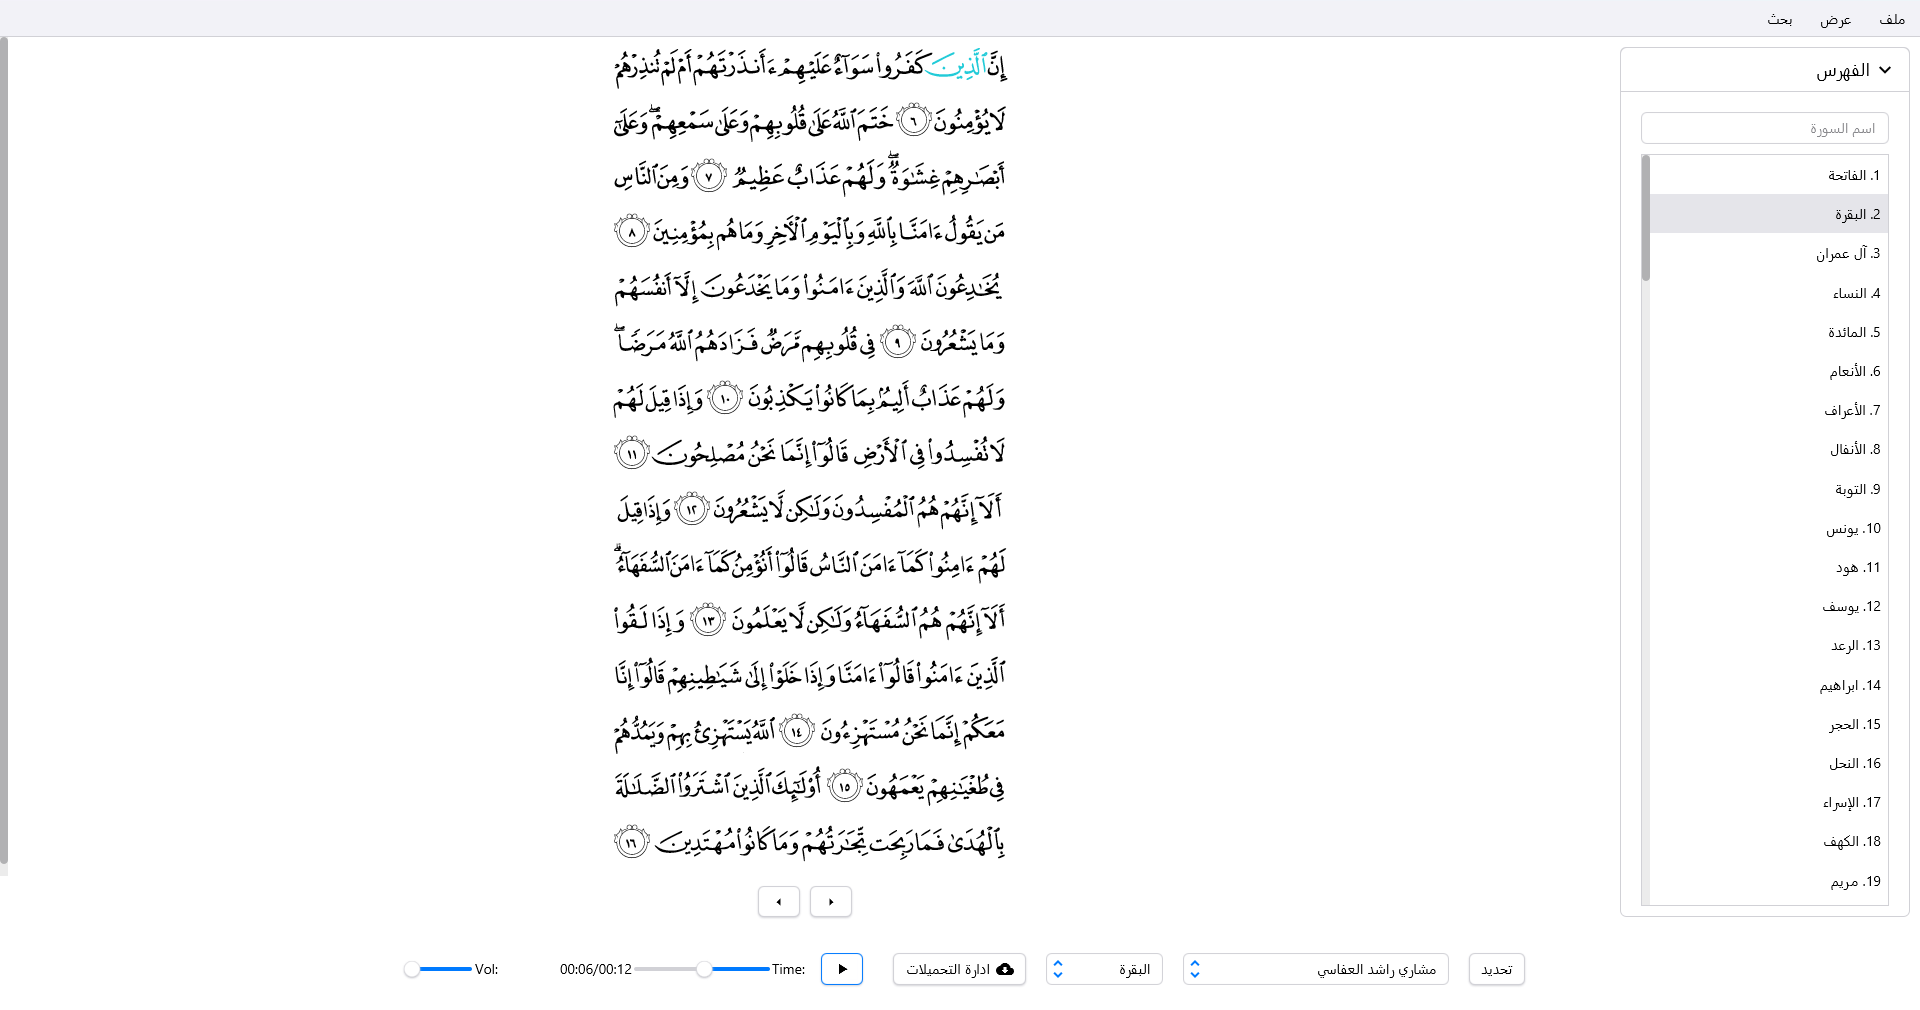 ملف
عرض
بحث
الفهرس
اسم السورة
1. الفاتحة
2. البقرة
3. آل عمران
4. النساء
5. المائدة
6. الأنعام
7. الأعراف
8. الأنفال
9. التوبة
10. يونس
11. هود
12. يوسف
13. الرعد
14. ابراهيم
15. الحجر
16. النحل
17. الإسراء
18. الكهف
19. مريم
إِنَّ ٱلَّذِينَ كَفَرُوا۟ سَوَآءٌ عَلَيْهِمْ ءَأَنذَرْتَهُمْ أَمْ لَمْ تُنذِرْهُمْ
لَا يُؤْمِنُونَ ٦ خَتَمَ ٱللَّهُ عَلَىٰ قُلُوبِهِمْ وَعَلَىٰ سَمْعِهِمْ ۖ وَعَلَىٰٓ
أَبْصَـٰرِهِمْ غِشَـٰوَةٌ ۖ وَلَهُمْ عَذَابٌ عَظِيمٌ ٧ وَمِنَ ٱلنَّاسِ
مَن يَقُولُ ءَامَنَّا بِٱللَّهِ وَبِٱلْيَوْمِ ٱلْـَٔاخِرِ وَمَا هُم بِمُؤْمِنِينَ ٨
يُخَـٰدِعُونَ ٱللَّهَ وَٱلَّذِينَ ءَامَنُوا۟ وَمَا يَخْدَعُونَ إِلَّآ أَنفُسَهُمْ
وَمَا يَشْعُرُونَ ٩ فِى قُلُوبِهِم مَّرَضٌ فَزَادَهُمُ ٱللَّهُ مَرَضًا ۖ
وَلَهُمْ عَذَابٌ أَلِيمٌۢ بِمَا كَانُوا۟ يَكْذِبُونَ ١٠ وَإِذَا قِيلَ لَهُمْ
لَا تُفْسِدُوا۟ فِى ٱلْأَرْضِ قَالُوٓا۟ إِنَّمَا نَحْنُ مُصْلِحُونَ ١١
أَلَآ إِنَّهُمْ هُمُ ٱلْمُفْسِدُونَ وَلَـٰكِن لَّا يَشْعُرُونَ ١٢ وَإِذَا قِيلَ
لَهُمْ ءَامِنُوا۟ كَمَآ ءَامَنَ ٱلنَّاسُ قَالُوٓا۟ أَنُؤْمِنُ كَمَآ ءَامَنَ ٱلسُّفَهَآءُ ۗ
أَلَآ إِنَّهُمْ هُمُ ٱلسُّفَهَآءُ وَلَـٰكِن لَّا يَعْلَمُونَ ١٣ وَإِذَا لَقُوا۟
ٱلَّذِينَ ءَامَنُوا۟ قَالُوٓا۟ ءَامَنَّا وَإِذَا خَلَوْا۟ إِلَىٰ شَيَـٰطِينِهِمْ قَالُوٓا۟ إِنَّا
مَعَكُمْ إِنَّمَا نَحْنُ مُسْتَهْزِءُونَ ١٤ ٱللَّهُ يَسْتَهْزِئُ بِهِمْ وَيَمُدُّهُمْ
فِى طُغْيَـٰنِهِمْ يَعْمَهُونَ ١٥ أُو۟لَـٰٓئِكَ ٱلَّذِينَ ٱشْتَرَوُا۟ ٱلضَّلَـٰلَةَ
بِٱلْهُدَىٰ فَمَا رَبِحَت تِّجَـٰرَتُهُمْ وَمَا كَانُوا۟ مُهْتَدِينَ ١٦
تحديد
مشاري راشد العفاسي
البقرة
ادارة التحميلات
Time:
00:06/00:12
Vol: